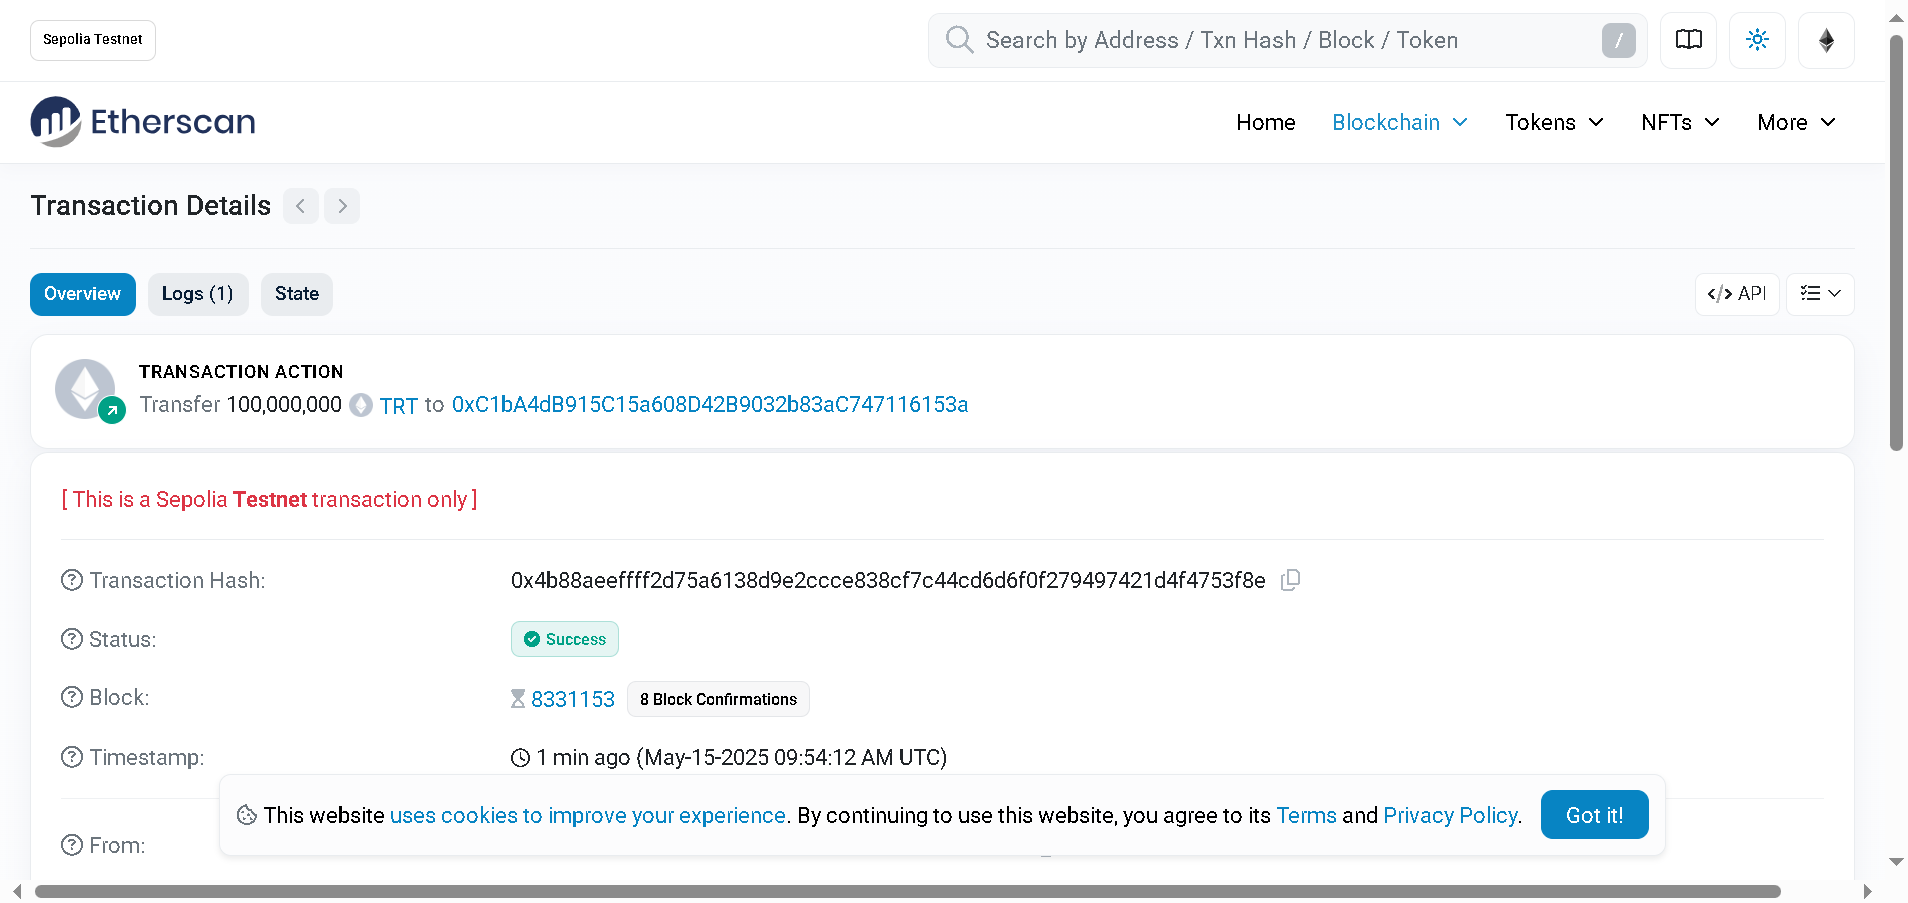 Sepolia Testnet
Search by Address / Txn Hash / Block / Token
/
Etherscan
Home
Blockchain
Tokens
NFTs
More
Transaction Details
Overview
Logs (1)
State
</> API
TRANSACTION ACTION
Transfer 100,000,000 TRT to 0xC1bA4dB915C15a608D42B9032b83aC747116153a
[ This is a Sepolia Testnet transaction only ]
Transaction Hash: 0x4b88aeeffff2d75a6138d9e2ccce838cf7c44cd6d6f0f279497421d4f4753f8e
Status: Success
Block: 8331153 8 Block Confirmations
Timestamp: 1 min ago (May-15-2025 09:54:12 AM UTC)
This website uses cookies to improve your experience. By continuing to use this website, you agree to its Terms and Privacy Policy. Got it!
From: